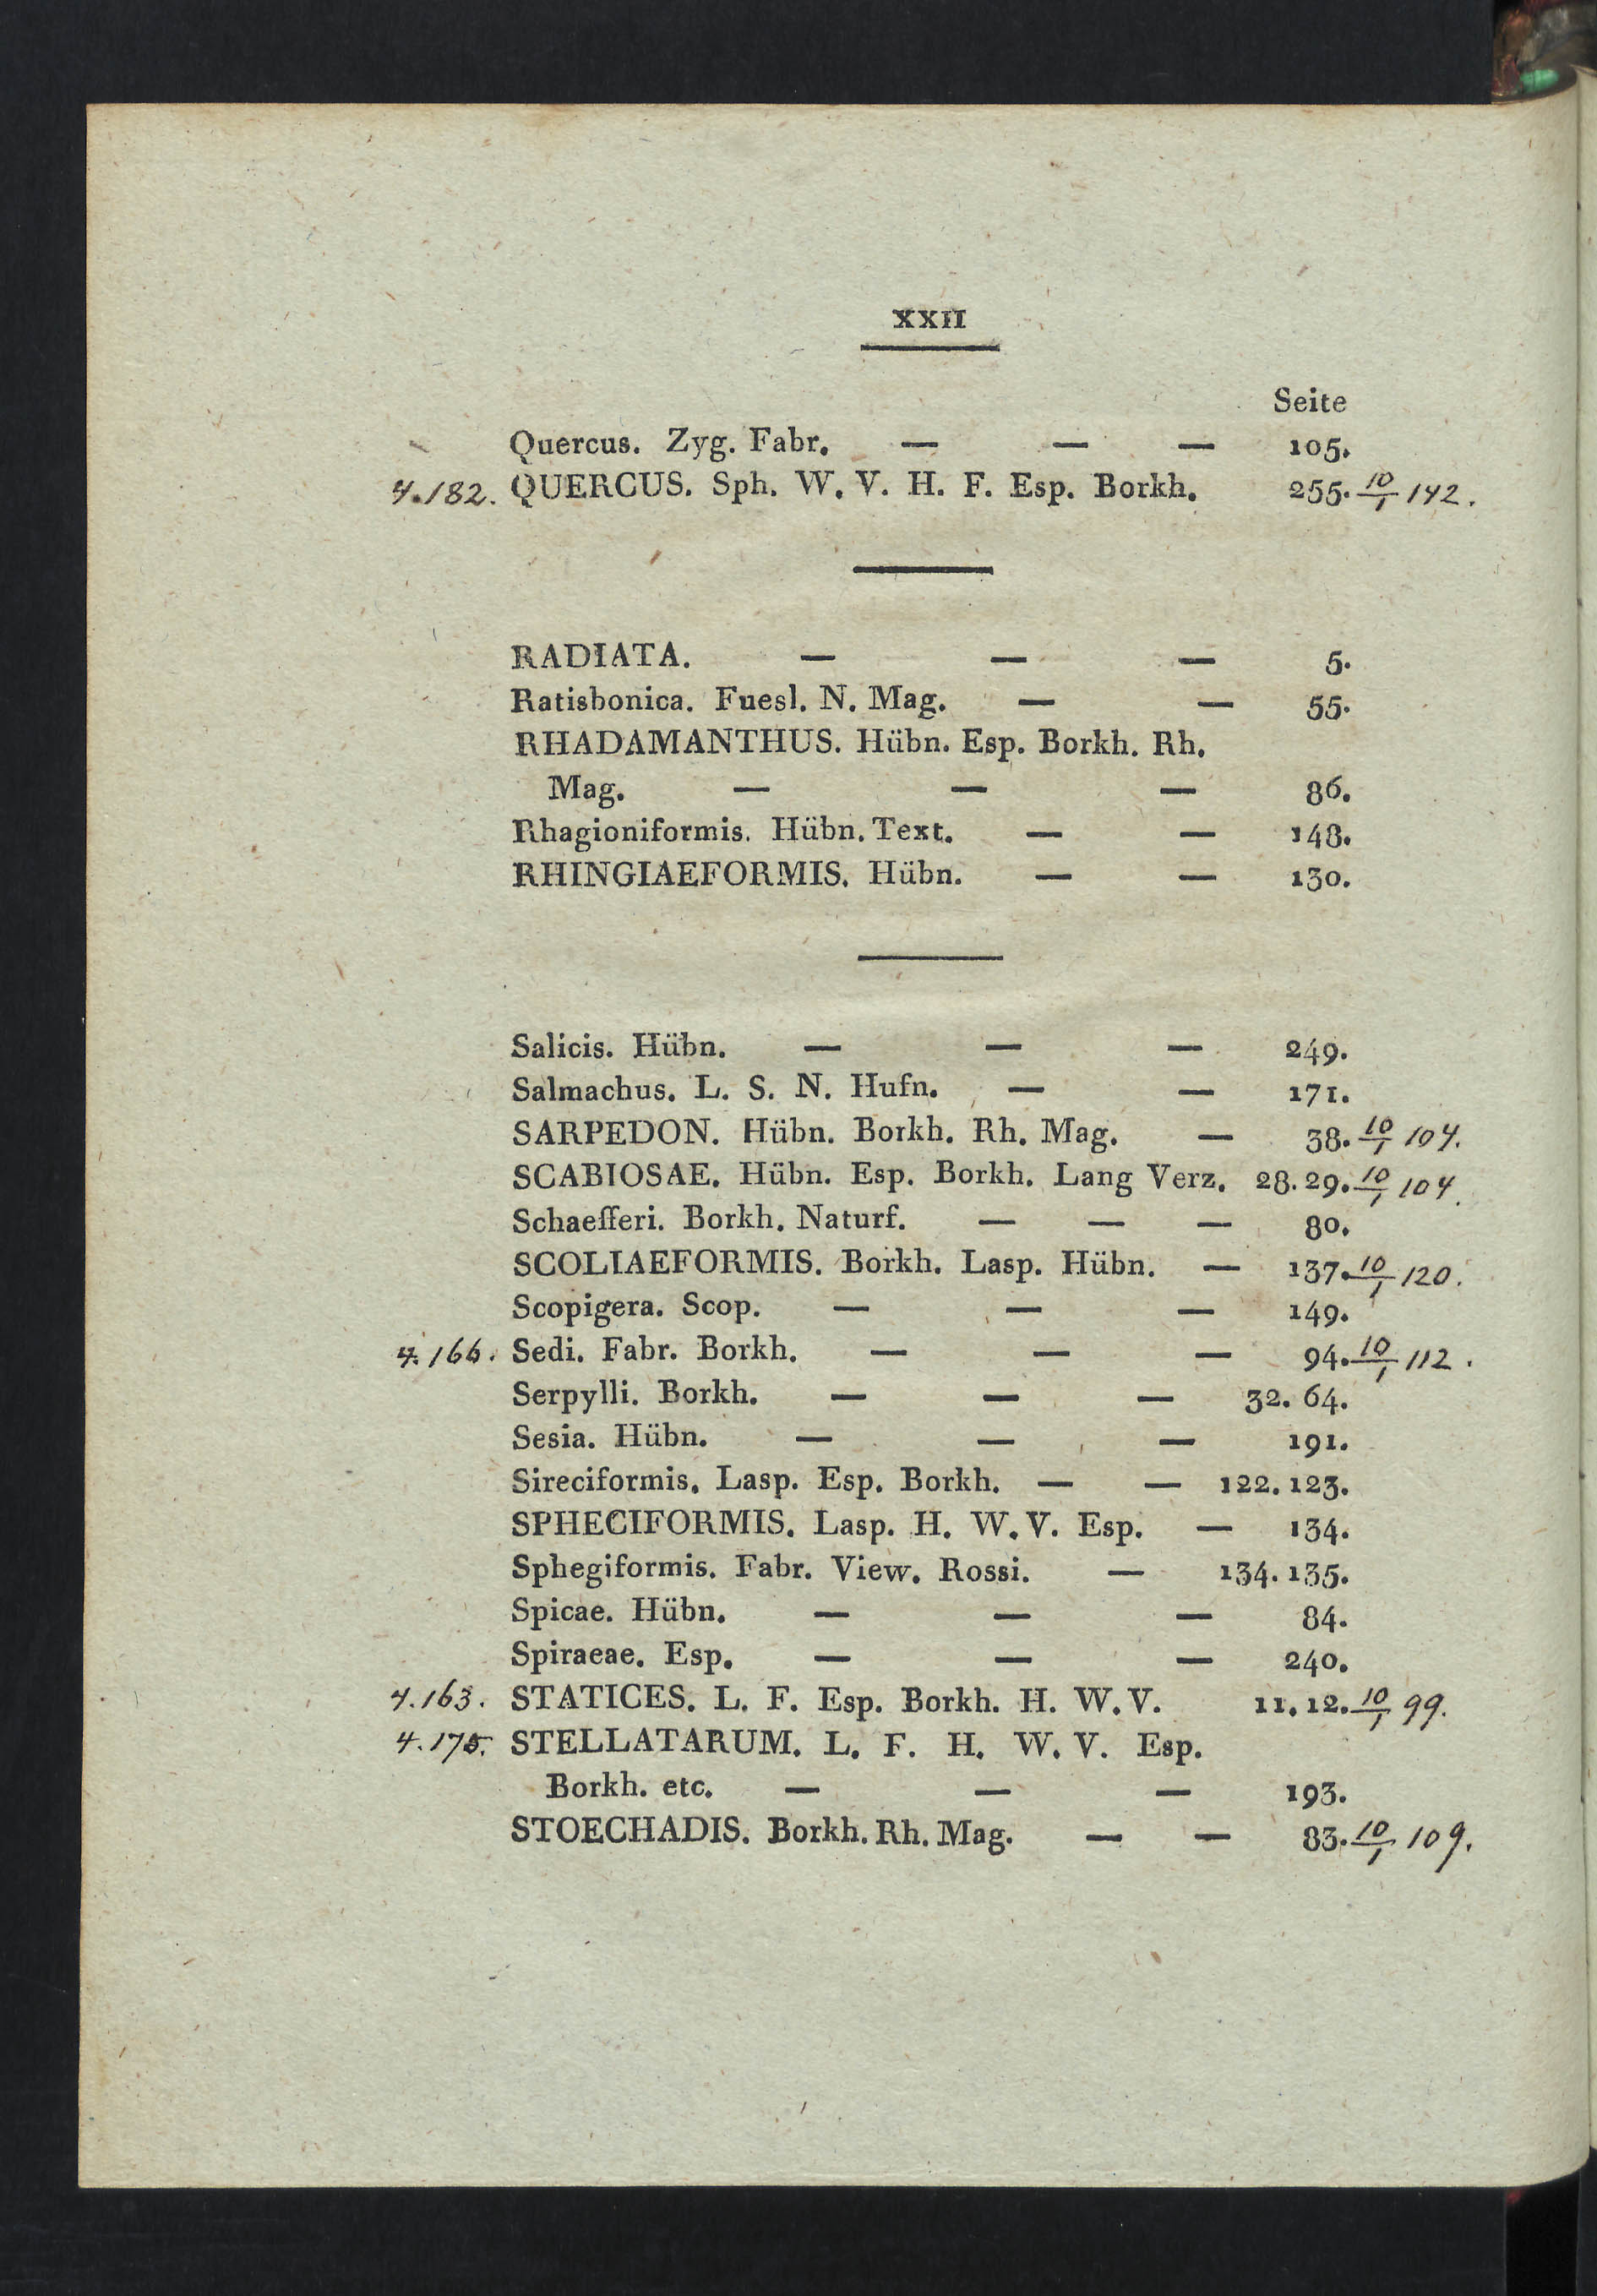 XXII
Seite
Quercus. Zyg. Fabr. — — — 105.
4.182. QUERCUS. Sph. W. V. H. F. Esp. Borkh. 255. 10/1 142.
RADIATA. — — — 5.
Ratisbonica. Fuesl. N. Mag. — — 55.
RHADAMANTHUS. Hübn. Esp. Borkh. Rh.
Mag. — — — 86.
Rhagioniformis. Hübn. Text. — — 148.
RHINGIAEFORMIS. Hübn. — — 130.
Salicis. Hübn. — — — 249.
Salmachus. L. S. N. Hufn. — — 171.
SARPEDON. Hübn. Borkh. Rh. Mag. — 38. 10/1 104.
SCABIOSAE. Hübn. Esp. Borkh. Lang Verz. 28. 29. 10/1 104.
Schaefferi. Borkh. Naturf. — — — 80.
SCOLIAEFORMIS. Borkh. Lasp. Hübn. — 137. 10/1 120.
Scopigera. Scop. — — — 149.
4.166. Sedi. Fabr. Borkh. — — — 94. 10/1 112.
Serpylli. Borkh. — — — 32. 64.
Sesia. Hübn. — — — 191.
Sireciformis. Lasp. Esp. Borkh. — — 122. 123.
SPHECIFORMIS. Lasp. H. W. V. Esp. — 134.
Sphegiformis. Fabr. View. Rossi. — 134. 135.
Spicae. Hübn. — — — 84.
Spiraeae. Esp. — — — 240.
4.163. STATICES. L. F. Esp. Borkh. H. W. V. 11. 12. 10/1 99.
4.175. STELLATARUM. L. F. H. W. V. Esp.
Borkh. etc. — — — 193.
STOECHADIS. Borkh. Rh. Mag. — — 83. 10/1 109.